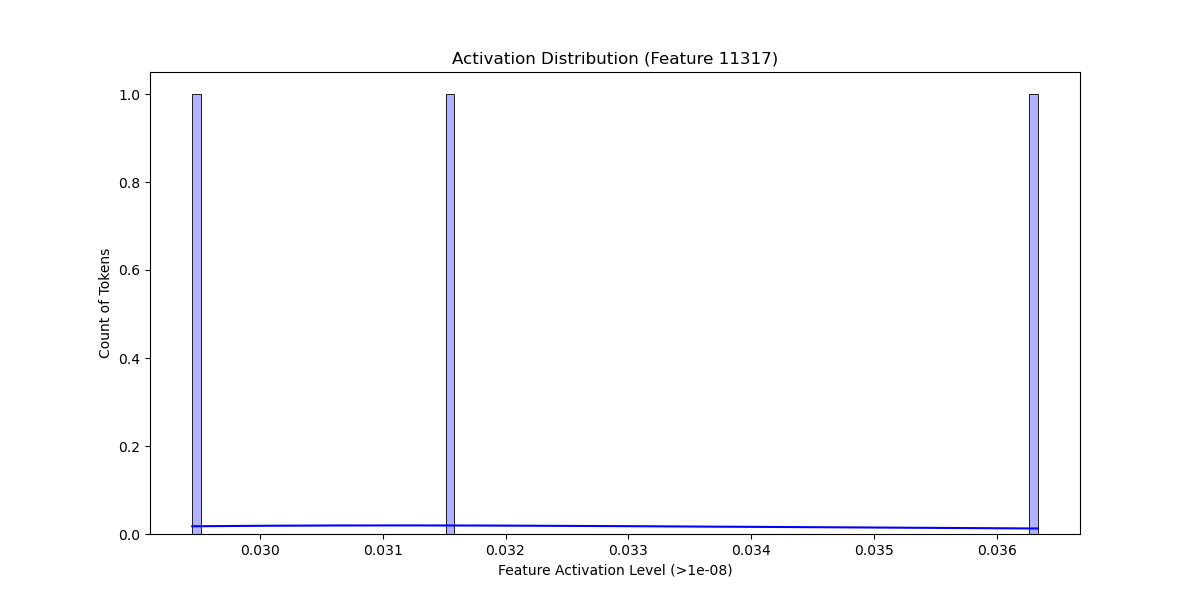 Activation Distribution (Feature 11317)
Count of Tokens
1.0
0.8
0.6
0.4
0.2
0.0
0.030 0.031 0.032 0.033 0.034 0.035 0.036
Feature Activation Level (>1e-08)